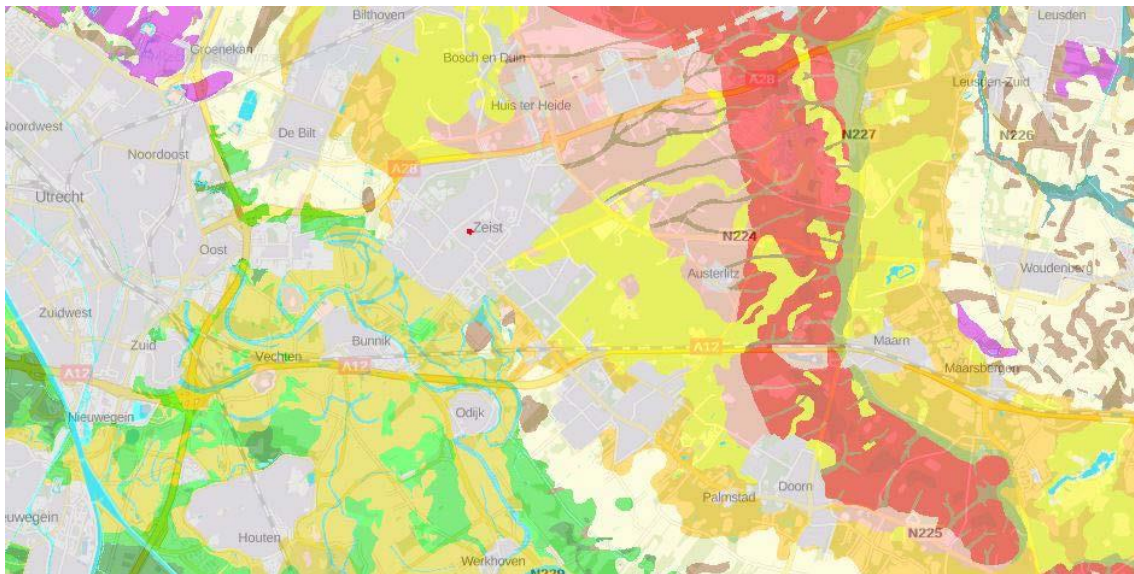 Bilthoven
Leusden
Groenekan
Bosch en Duin
A28
Leusden-Zuid
Huis ter Heide
Noordwest
De Bilt
N227
N226
Noordoost
A28
Utrecht
Zeist
N224
Oost
Austerlitz
Woudenberg
Zuidwest
Zuid
Bunnik
Maarn
Vechten
A12
A12
A12
Maarsbergen
Nieuwegein
Odijk
Doorn
Palmstad
euwegein
N225
Houten
Werkhoven
N229